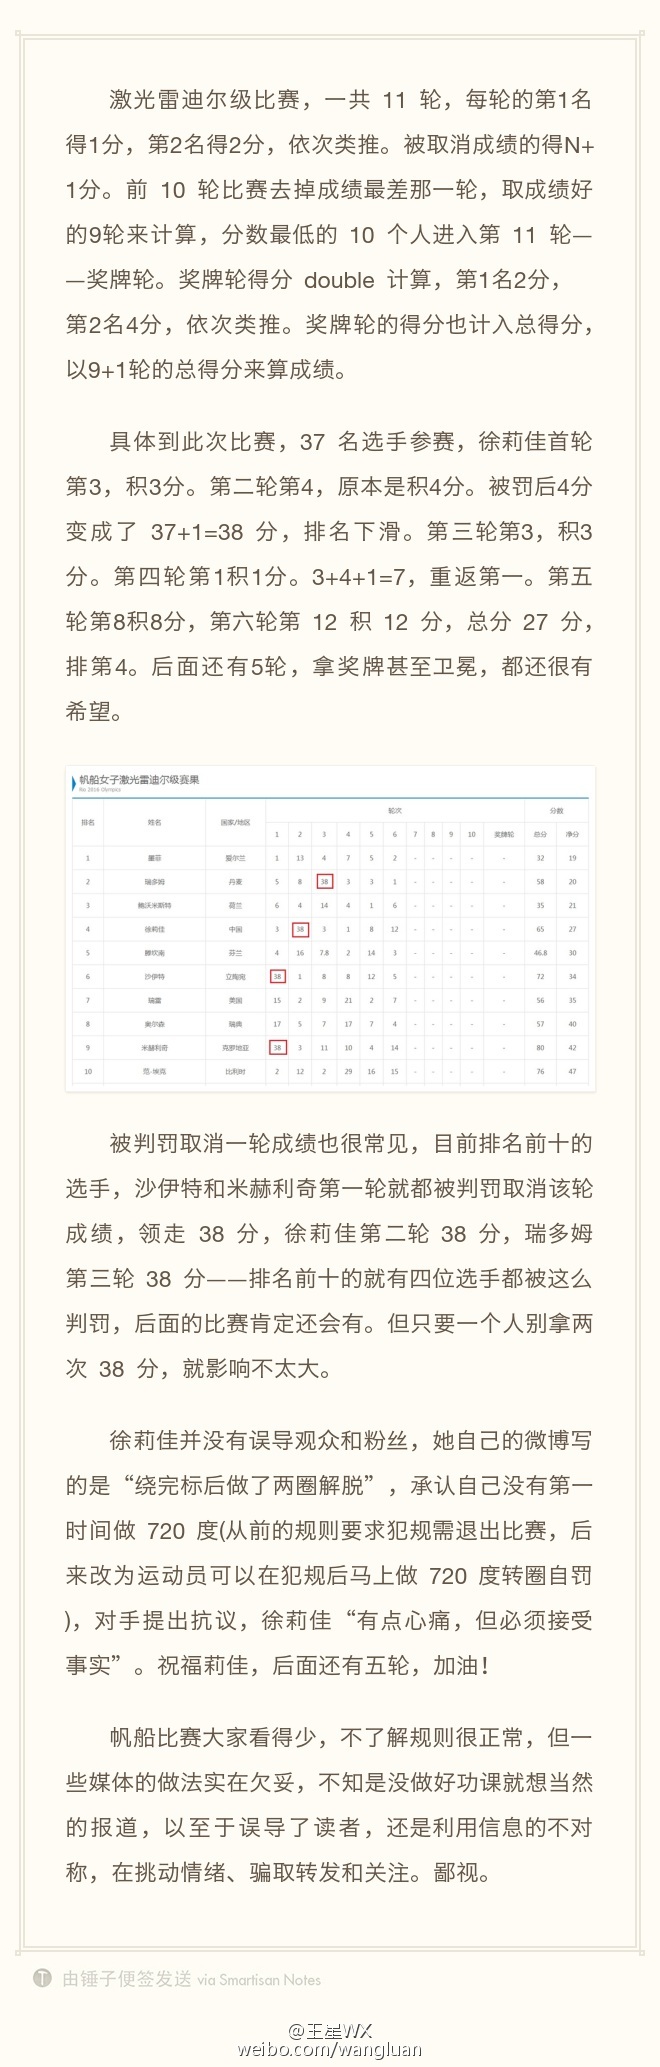 激光雷迪尔级比赛，一共 11 轮，每轮的第1名
得1分，第2名得2分，依次类推。被取消成绩的得N+
1分。前 10 轮比赛去掉成绩最差那一轮，取成绩好
的9轮来计算，分数最低的 10 个人进入第 11 轮—
—奖牌轮。奖牌轮得分 double 计算，第1名2分，
第2名4分，依次类推。奖牌轮的得分也计入总得分，
以9+1轮的总得分来算成绩。
具体到此次比赛，37 名选手参赛，徐莉佳首轮
第3，积3分。第二轮第4，原本是积4分。被罚后4分
变成了 37+1=38 分，排名下滑。第三轮第3，积3
分。第四轮第1积1分。3+4+1=7，重返第一。第五
轮第8积8分，第六轮第 12 积 12 分，总分 27 分，
排第4。后面还有5轮，拿奖牌甚至卫冕，都还很有
希望。
帆船女子激光雷迪尔级赛果
Rio 2016 Olympics
排名 姓名 国家/地区 轮次 分数
1 2 3 4 5 6 7 8 9 10 奖牌轮 总分 净分
1 墨菲 爱尔兰 1 13 4 7 5 2 - - - - - 32 19
2 瑞多姆 丹麦 5 8 38 3 3 1 - - - - - 58 20
3 鲍沃米斯特 荷兰 6 4 14 4 1 6 - - - - - 35 21
4 徐莉佳 中国 3 38 3 1 8 12 - - - - - 65 27
5 滕坎南 芬兰 4 16 7.8 2 14 3 - - - - - 46.8 30
6 沙伊特 立陶宛 38 1 8 8 12 5 - - - - - 72 34
7 瑞雷 美国 15 2 9 21 2 7 - - - - - 56 35
8 奥尔森 瑞典 17 5 7 17 7 4 - - - - - 57 40
9 米赫利奇 克罗地亚 38 3 11 10 4 14 - - - - - 80 42
10 范·埃克 比利时 2 12 2 29 16 15 - - - - - 76 47
被判罚取消一轮成绩也很常见，目前排名前十的
选手，沙伊特和米赫利奇第一轮就都被判罚取消该轮
成绩，领走 38 分，徐莉佳第二轮 38 分，瑞多姆
第三轮 38 分——排名前十的就有四位选手都被这么
判罚，后面的比赛肯定还会有。但只要一个人别拿两
次 38 分，就影响不太大。
徐莉佳并没有误导观众和粉丝，她自己的微博写
的是“绕完标后做了两圈解脱”，承认自己没有第一
时间做 720 度(从前的规则要求犯规需退出比赛，后
来改为运动员可以在犯规后马上做 720 度转圈自罚
)，对手提出抗议，徐莉佳“有点心痛，但必须接受
事实”。祝福莉佳，后面还有五轮，加油！
帆船比赛大家看得少，不了解规则很正常，但一
些媒体的做法实在欠妥，不知是没做好功课就想当然
的报道，以至于误导了读者，还是利用信息的不对
称，在挑动情绪、骗取转发和关注。鄙视。
由锤子便签发送 via Smartisan Notes
@王星WX
weibo.com/wangluan